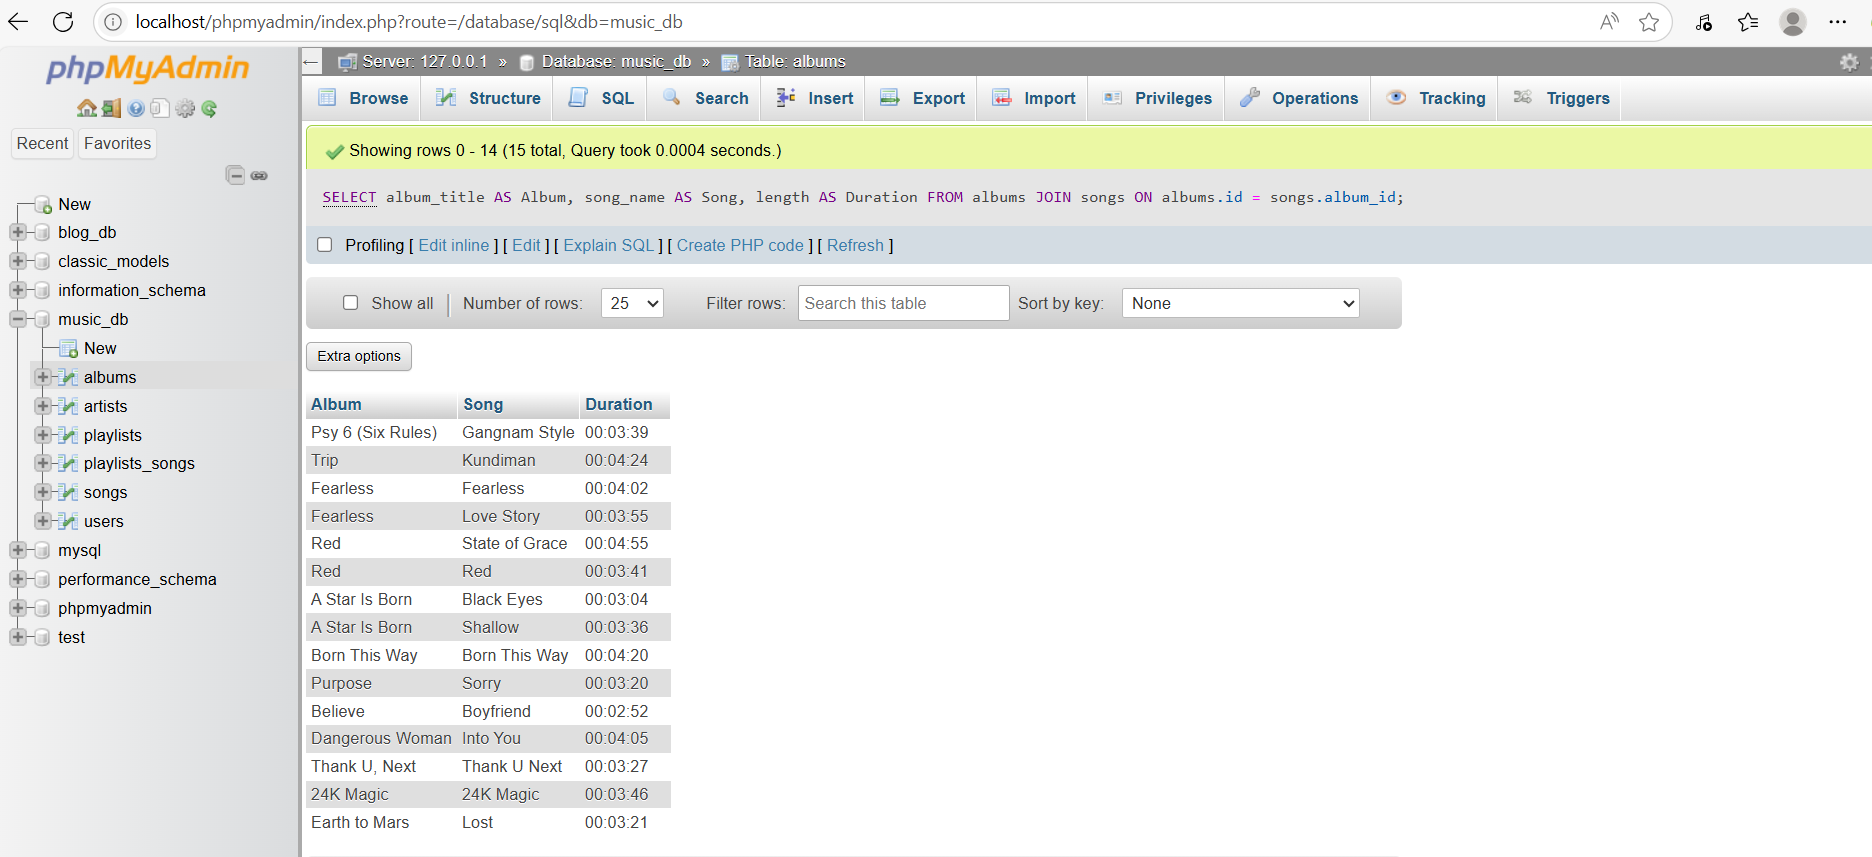 localhost/phpmyadmin/index.php?route=/database/sql&db=music_db
phpMyAdmin
Recent Favorites
New
blog_db
classic_models
information_schema
music_db
New
albums
artists
playlists
playlists_songs
songs
users
mysql
performance_schema
phpmyadmin
test
Server: 127.0.0.1 » Database: music_db » Table: albums
Browse Structure SQL Search Insert Export Import Privileges Operations Tracking Triggers
Showing rows 0 - 14 (15 total, Query took 0.0004 seconds.)
SELECT album_title AS Album, song_name AS Song, length AS Duration FROM albums JOIN songs ON albums.id = songs.album_id;
Profiling [ Edit inline ] [ Edit ] [ Explain SQL ] [ Create PHP code ] [ Refresh ]
Show all Number of rows: 25 Filter rows: Search this table Sort by key: None
Extra options
Album Song Duration
Psy 6 (Six Rules) Gangnam Style 00:03:39
Trip Kundiman 00:04:24
Fearless Fearless 00:04:02
Fearless Love Story 00:03:55
Red State of Grace 00:04:55
Red Red 00:03:41
A Star Is Born Black Eyes 00:03:04
A Star Is Born Shallow 00:03:36
Born This Way Born This Way 00:04:20
Purpose Sorry 00:03:20
Believe Boyfriend 00:02:52
Dangerous Woman Into You 00:04:05
Thank U, Next Thank U Next 00:03:27
24K Magic 24K Magic 00:03:46
Earth to Mars Lost 00:03:21